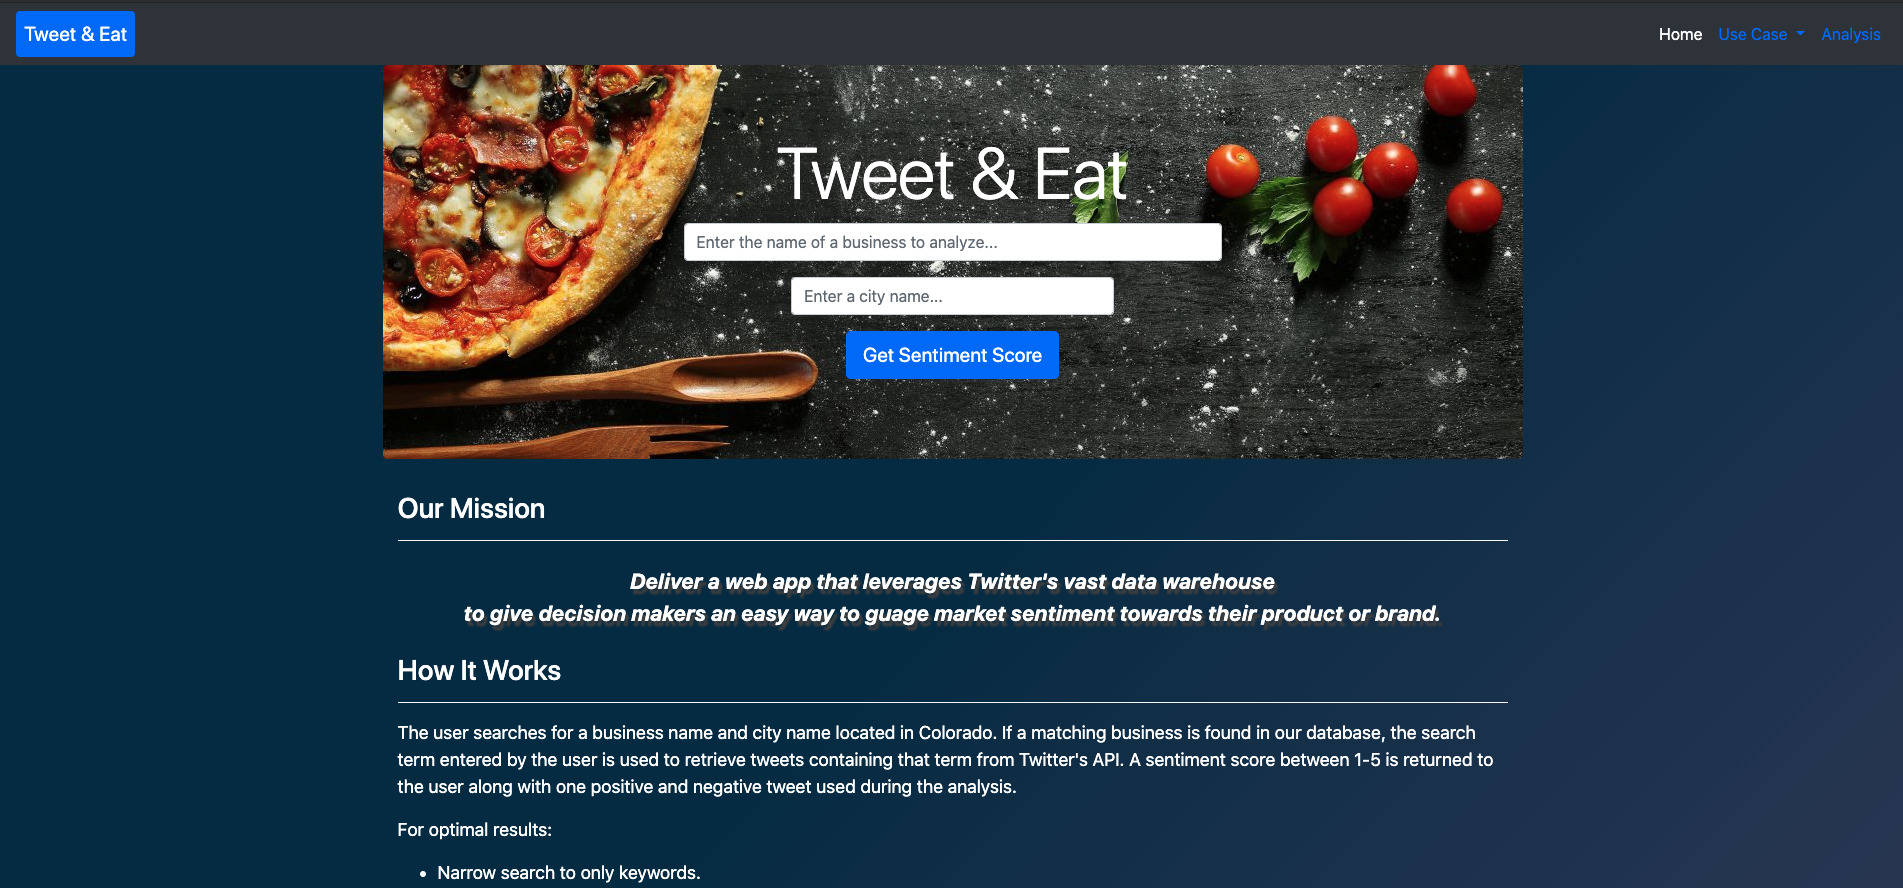 Tweet & Eat
Home Use Case Analysis
Tweet & Eat
Enter the name of a business to analyze...
Enter a city name...
Get Sentiment Score
Our Mission
Deliver a web app that leverages Twitter's vast data warehouse
to give decision makers an easy way to guage market sentiment towards their product or brand.
How It Works
The user searches for a business name and city name located in Colorado. If a matching business is found in our database, the search
term entered by the user is used to retrieve tweets containing that term from Twitter's API. A sentiment score between 1-5 is returned to
the user along with one positive and negative tweet used during the analysis.
For optimal results:
• Narrow search to only keywords.